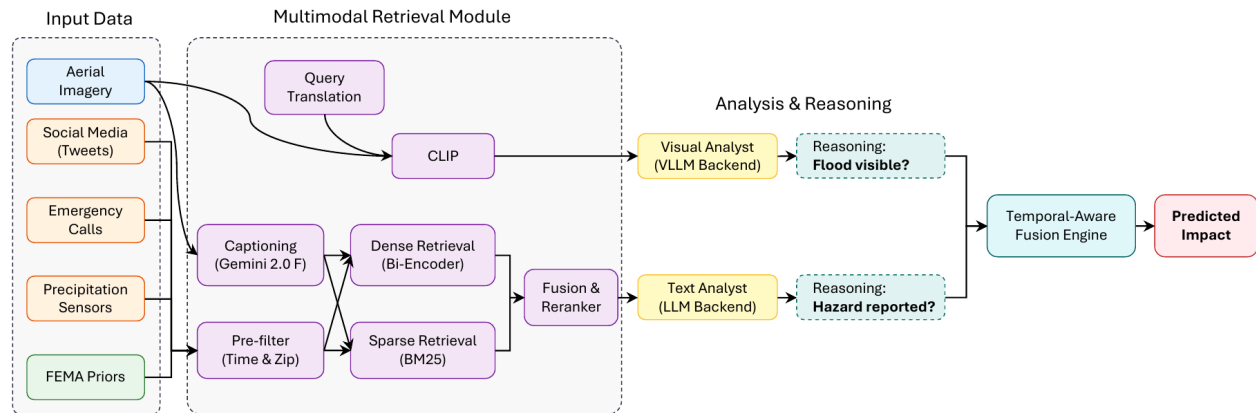 Input Data
Multimodal Retrieval Module
Aerial
Imagery
Social Media
(Tweets)
Emergency
Calls
Precipitation
Sensors
FEMA Priors
Query
Translation
CLIP
Captioning
(Gemini 2.0 F)
Dense Retrieval
(Bi-Encoder)
Pre-filter
(Time & Zip)
Sparse Retrieval
(BM25)
Fusion &
Reranker
Analysis & Reasoning
Visual Analyst
(VLLM Backend)
Reasoning:
Flood visible?
Text Analyst
(LLM Backend)
Reasoning:
Hazard reported?
Temporal-Aware
Fusion Engine
Predicted
Impact